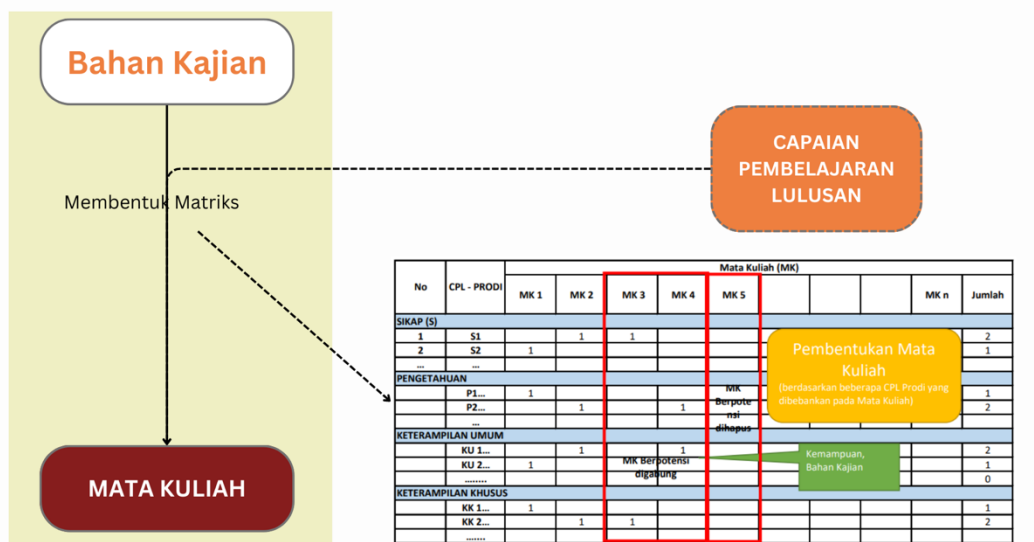 Bahan Kajian
CAPAIAN
PEMBELAJARAN
LULUSAN
Membentuk Matriks
MATA KULIAH
No CPL - PRODI Mata Kuliah (MK)
MK 1 MK 2 MK 3 MK 4 MK 5 MK n Jumlah
SIKAP (S)
1 S1 1 1 2
2 S2 1 1
... ...
PENGETAHUAN
P1... 1 1
P2... 1 1 2
...
KETERAMPILAN UMUM
KU 1... 1 1 2
KU 2... 1 1
........ 0
KETERAMPILAN KHUSUS
KK 1... 1 1
KK 2... 1 1 2
.......
MK
Berpote
nsi
dihapus
MK Berpotensi
digabung
Pembentukan Mata
Kuliah
(berdasarkan beberapa CPL Prodi yang
dibebankan pada Mata Kuliah)
Kemampuan,
Bahan Kajian